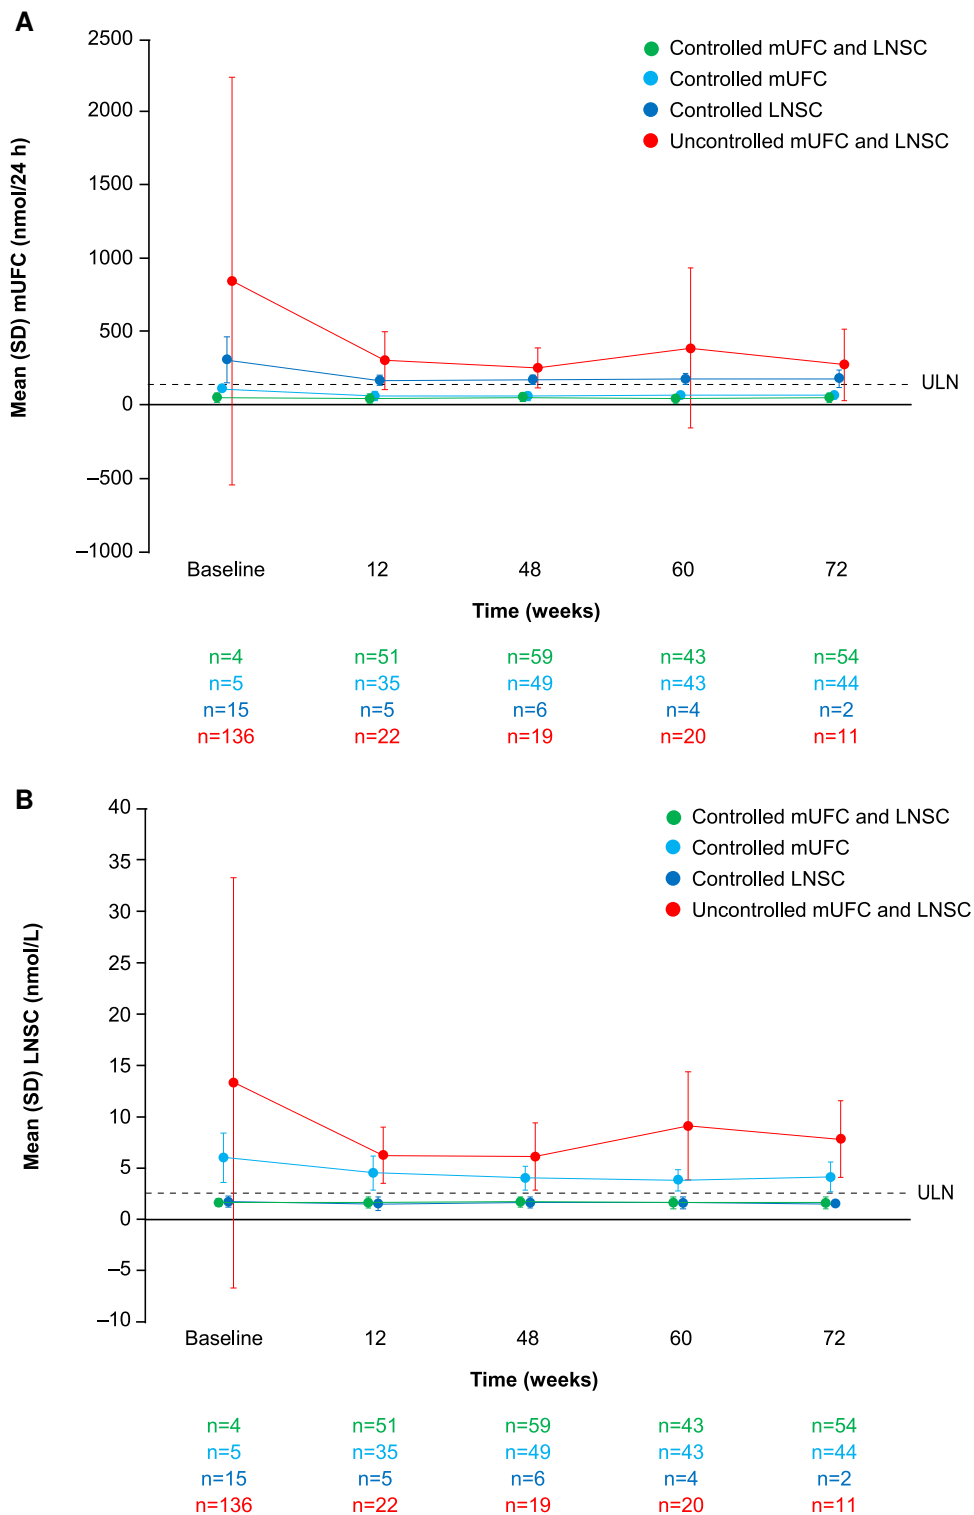 A
2500
2000
1500
1000
500
0
–500
–1000
Mean (SD) mUFC (nmol/24 h)
Controlled mUFC and LNSC
Controlled mUFC
Controlled LNSC
Uncontrolled mUFC and LNSC
ULN
Baseline 12 48 60 72
Time (weeks)
n=4 n=51 n=59 n=43 n=54
n=5 n=35 n=49 n=43 n=44
n=15 n=5 n=6 n=4 n=2
n=136 n=22 n=19 n=20 n=11
B
40
35
30
25
20
15
10
5
0
–5
–10
Mean (SD) LNSC (nmol/L)
Controlled mUFC and LNSC
Controlled mUFC
Controlled LNSC
Uncontrolled mUFC and LNSC
ULN
Baseline 12 48 60 72
Time (weeks)
n=4 n=51 n=59 n=43 n=54
n=5 n=35 n=49 n=43 n=44
n=15 n=5 n=6 n=4 n=2
n=136 n=22 n=19 n=20 n=11